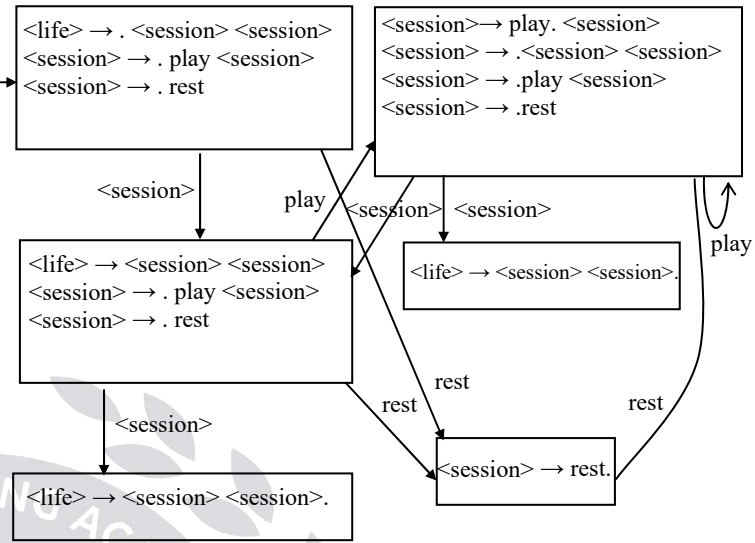 <life> → . <session> <session>
<session> → . play <session>
<session> → . rest
<session>→ play. <session>
<session> → .<session> <session>
<session> → .play <session>
<session> → .rest
<session>
play
<session>
<session>
play
<life> → <session> <session>
<session> → . play <session>
<session> → . rest
<life> → <session> <session>.
rest
rest
rest
<session>
<session> → rest.
<life> → <session> <session>.
NG AC